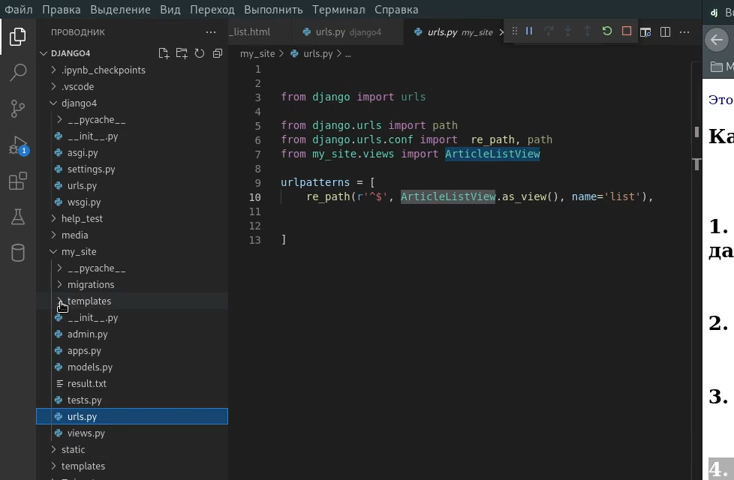 Файл Правка Выделение Вид Переход Выполнить Терминал Справка
dj
ПРОВОДНИК ···
_list.html urls.py django4 urls.py my_site
DJANGO4
my_site > urls.py > ...
.ipynb_checkpoints
.vscode
django4
__pycache__
__init__.py
asgi.py
settings.py
urls.py
wsgi.py
help_test
media
my_site
__pycache__
migrations
templates
__init__.py
admin.py
apps.py
models.py
result.txt
tests.py
urls.py
views.py
static
templates
1
1
2
3 from django import urls
4
5 from django.urls import path
6 from django.urls.conf import  re_path, path
7 from my_site.views import ArticleListView
8
9 urlpatterns = [
10     re_path(r'^$', ArticleListView.as_view(), name='list'),
11
12
13 ]
Это
Ка
1.
да
2.
3.
4.